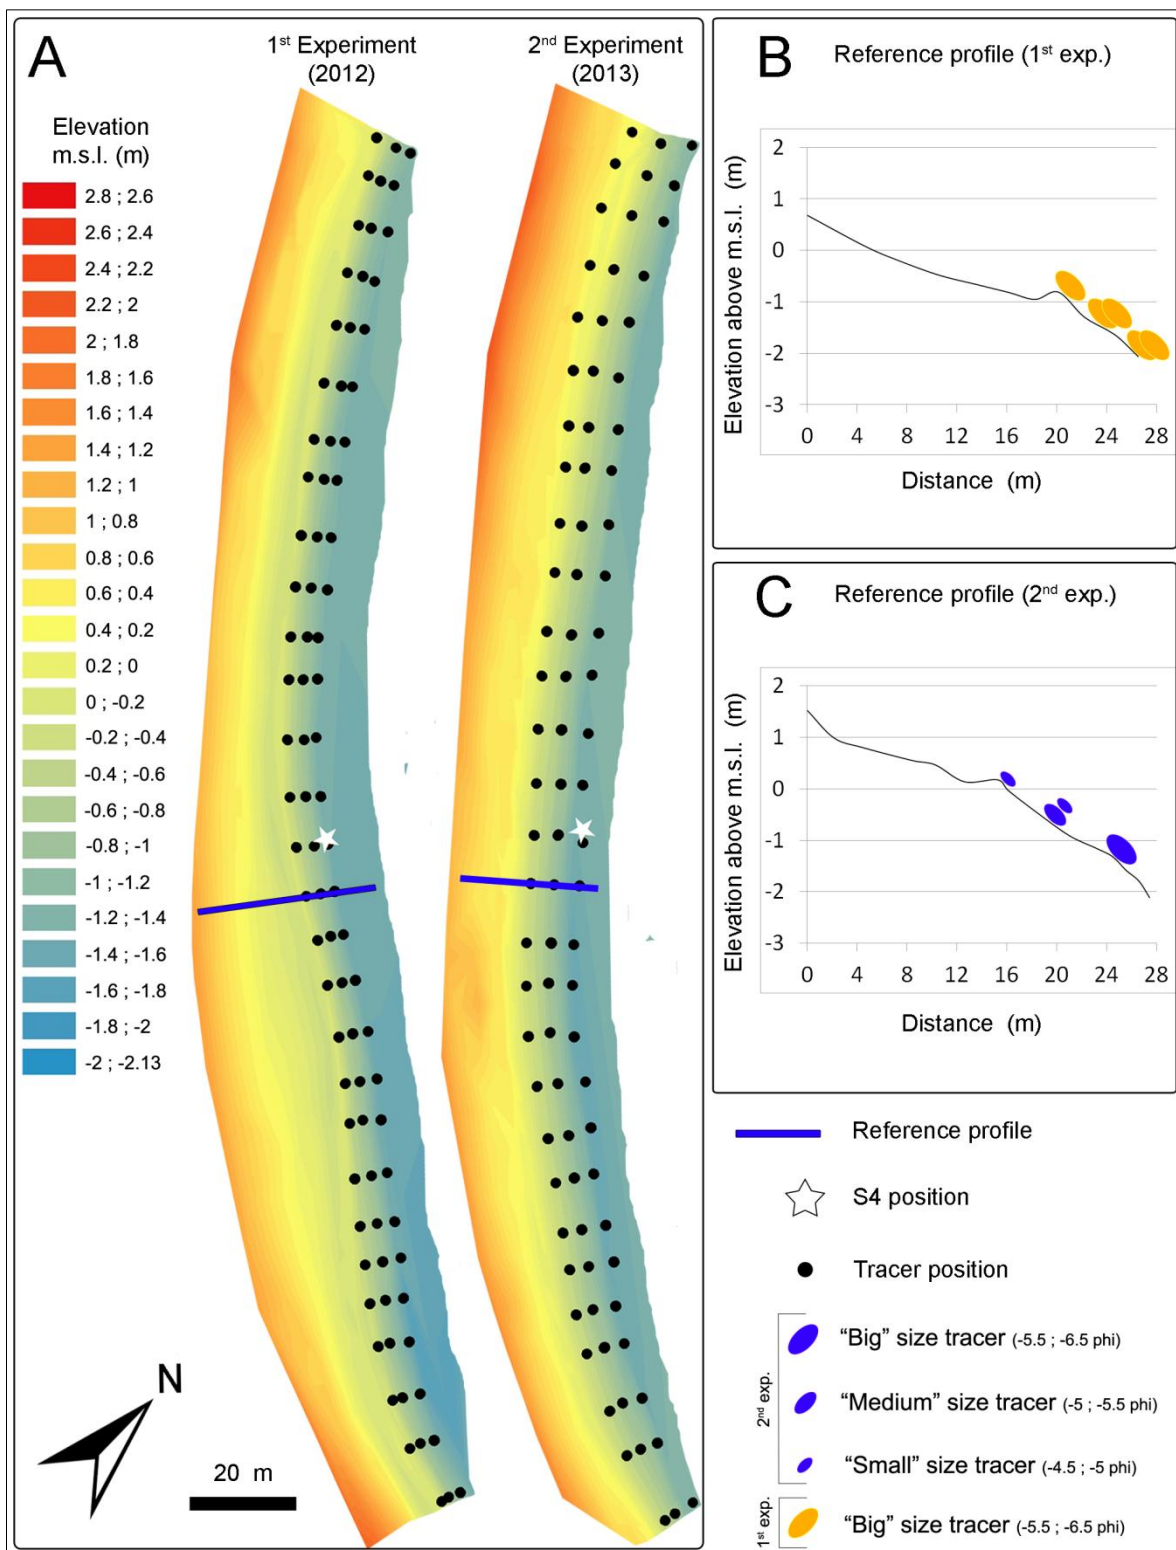 A
1st Experiment
(2012)
2nd Experiment
(2013)
Elevation
m.s.l. (m)
2.8 ; 2.6
2.6 ; 2.4
2.4 ; 2.2
2.2 ; 2
2 ; 1.8
1.8 ; 1.6
1.6 ; 1.4
1.4 ; 1.2
1.2 ; 1
1 ; 0.8
0.8 ; 0.6
0.6 ; 0.4
0.4 ; 0.2
0.2 ; 0
0 ; -0.2
-0.2 ; -0.4
-0.4 ; -0.6
-0.6 ; -0.8
-0.8 ; -1
-1 ; -1.2
-1.2 ; -1.4
-1.4 ; -1.6
-1.6 ; -1.8
-1.8 ; -2
-2 ; -2.13
N
20 m
B
Reference profile (1st exp.)
Elevation above m.s.l. (m)
2
1
0
-1
-2
-3
0 4 8 12 16 20 24 28
Distance (m)
C
Reference profile (2nd exp.)
Elevation above m.s.l. (m)
2
1
0
-1
-2
-3
0 4 8 12 16 20 24 28
Distance (m)
Reference profile
S4 position
Tracer position
2nd exp.
“Big” size tracer (-5.5 ; -6.5 phi)
“Medium” size tracer (-5 ; -5.5 phi)
“Small” size tracer (-4.5 ; -5 phi)
1st exp.
“Big” size tracer (-5.5 ; -6.5 phi)